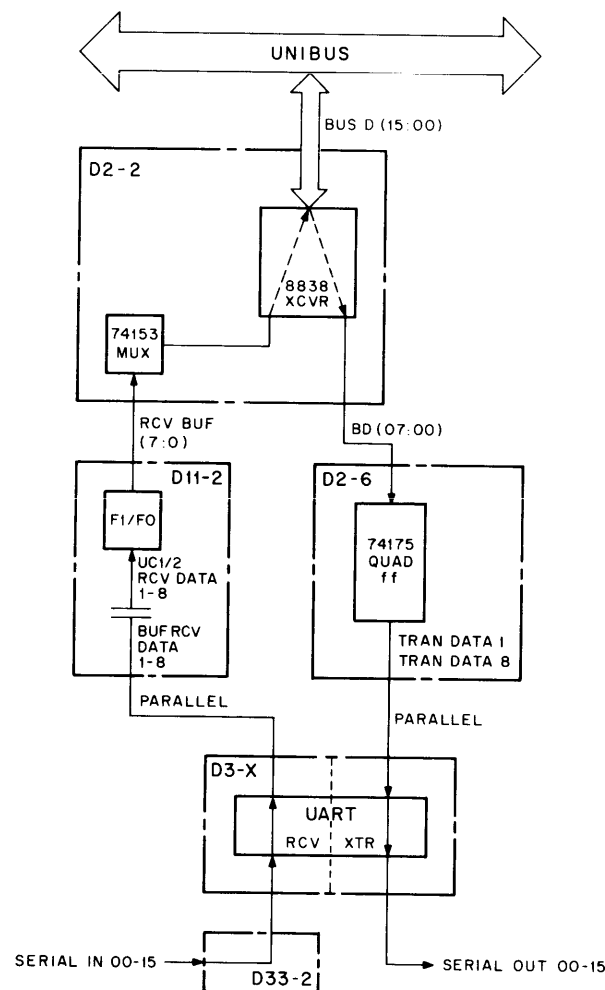 UNIBUS
BUS D (15:00)
D2-2
8838
XCVR
74153
MUX
RCV BUF
(7:0)
BD (07:00)
D11-2
D2-6
F1/F0
74175
QUAD
ff
UC1/2
RCV DATA
1-8
BUF RCV
DATA
1-8
TRAN DATA 1
TRAN DATA 8
PARALLEL
PARALLEL
D3-X
UART
RCV
XTR
SERIAL IN 00-15
SERIAL OUT 00-15
D33-2